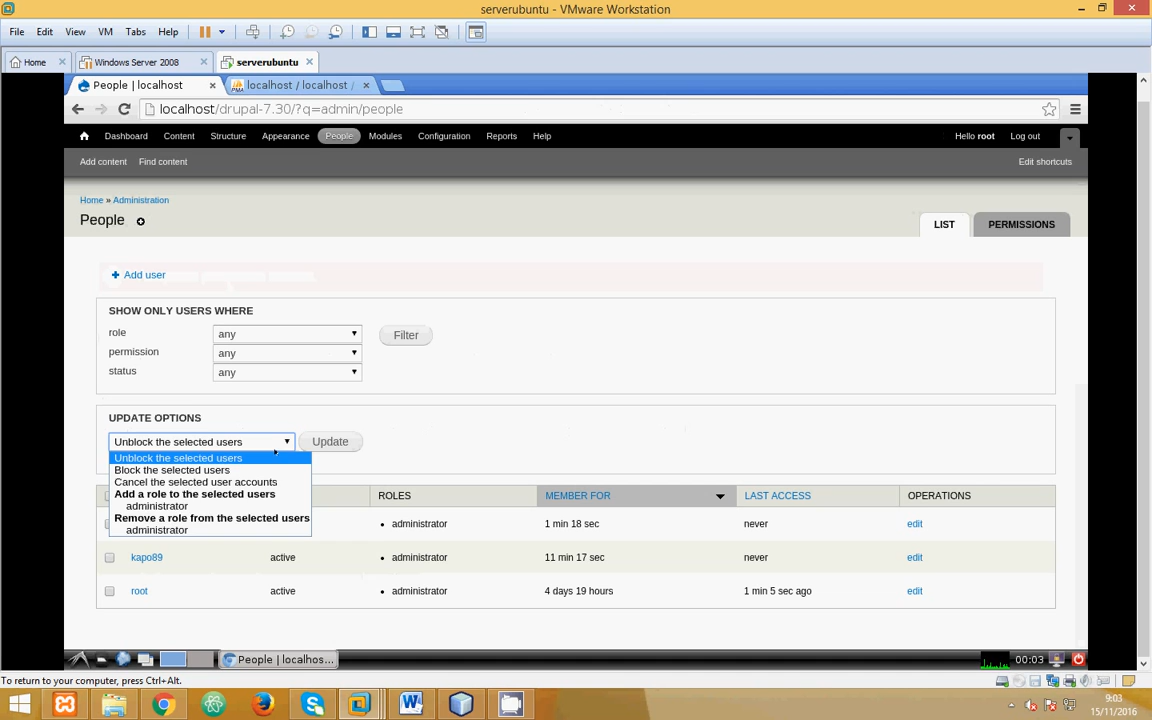 serverubuntu - VMware Workstation
File Edit View VM Tabs Help
Home Windows Server 2008 serverubuntu
People | localhost localhost / localhost /
localhost/drupal-7.30/?q=admin/people
Dashboard Content Structure Appearance People Modules Configuration Reports Help Hello root Log out
Add content Find content Edit shortcuts
Home » Administration
People
LIST PERMISSIONS
Add user
SHOW ONLY USERS WHERE
role any Filter
permission any
status any
UPDATE OPTIONS
Unblock the selected users Update
Unblock the selected users
Block the selected users
Cancel the selected user accounts
Add a role to the selected users
administrator
Remove a role from the selected users
administrator
ROLES MEMBER FOR LAST ACCESS OPERATIONS
• administrator 1 min 18 sec never edit
kapo89 active • administrator 11 min 17 sec never edit
root active • administrator 4 days 19 hours 1 min 5 sec ago edit
People | localhos... 00:03
To return to your computer, press Ctrl+Alt.
9:03
15/11/2016